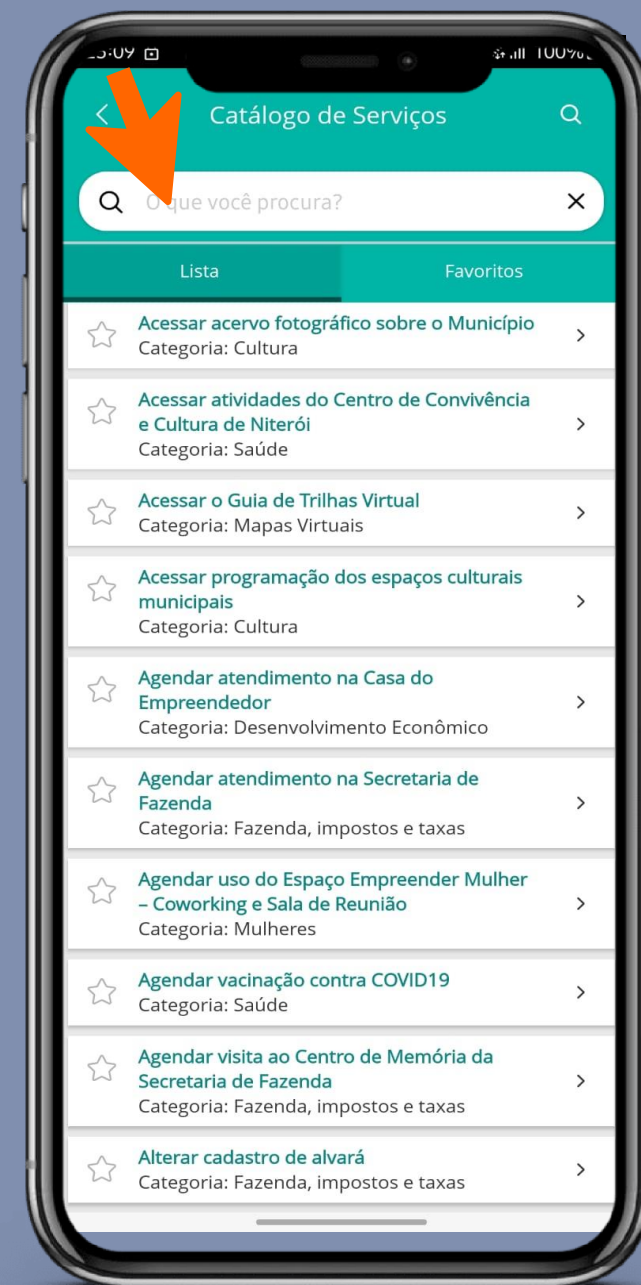 Catálogo de Serviços
O que você procura?
Lista
Favoritos
Acessar acervo fotográfico sobre o Município
Categoria: Cultura
Acessar atividades do Centro de Convivência
e Cultura de Niterói
Categoria: Saúde
Acessar o Guia de Trilhas Virtual
Categoria: Mapas Virtuais
Acessar programação dos espaços culturais
municipais
Categoria: Cultura
Agendar atendimento na Casa do
Empreendedor
Categoria: Desenvolvimento Econômico
Agendar atendimento na Secretaria de
Fazenda
Categoria: Fazenda, impostos e taxas
Agendar uso do Espaço Empreender Mulher
– Coworking e Sala de Reunião
Categoria: Mulheres
Agendar vacinação contra COVID19
Categoria: Saúde
Agendar visita ao Centro de Memória da
Secretaria de Fazenda
Categoria: Fazenda, impostos e taxas
Alterar cadastro de alvará
Categoria: Fazenda, impostos e taxas